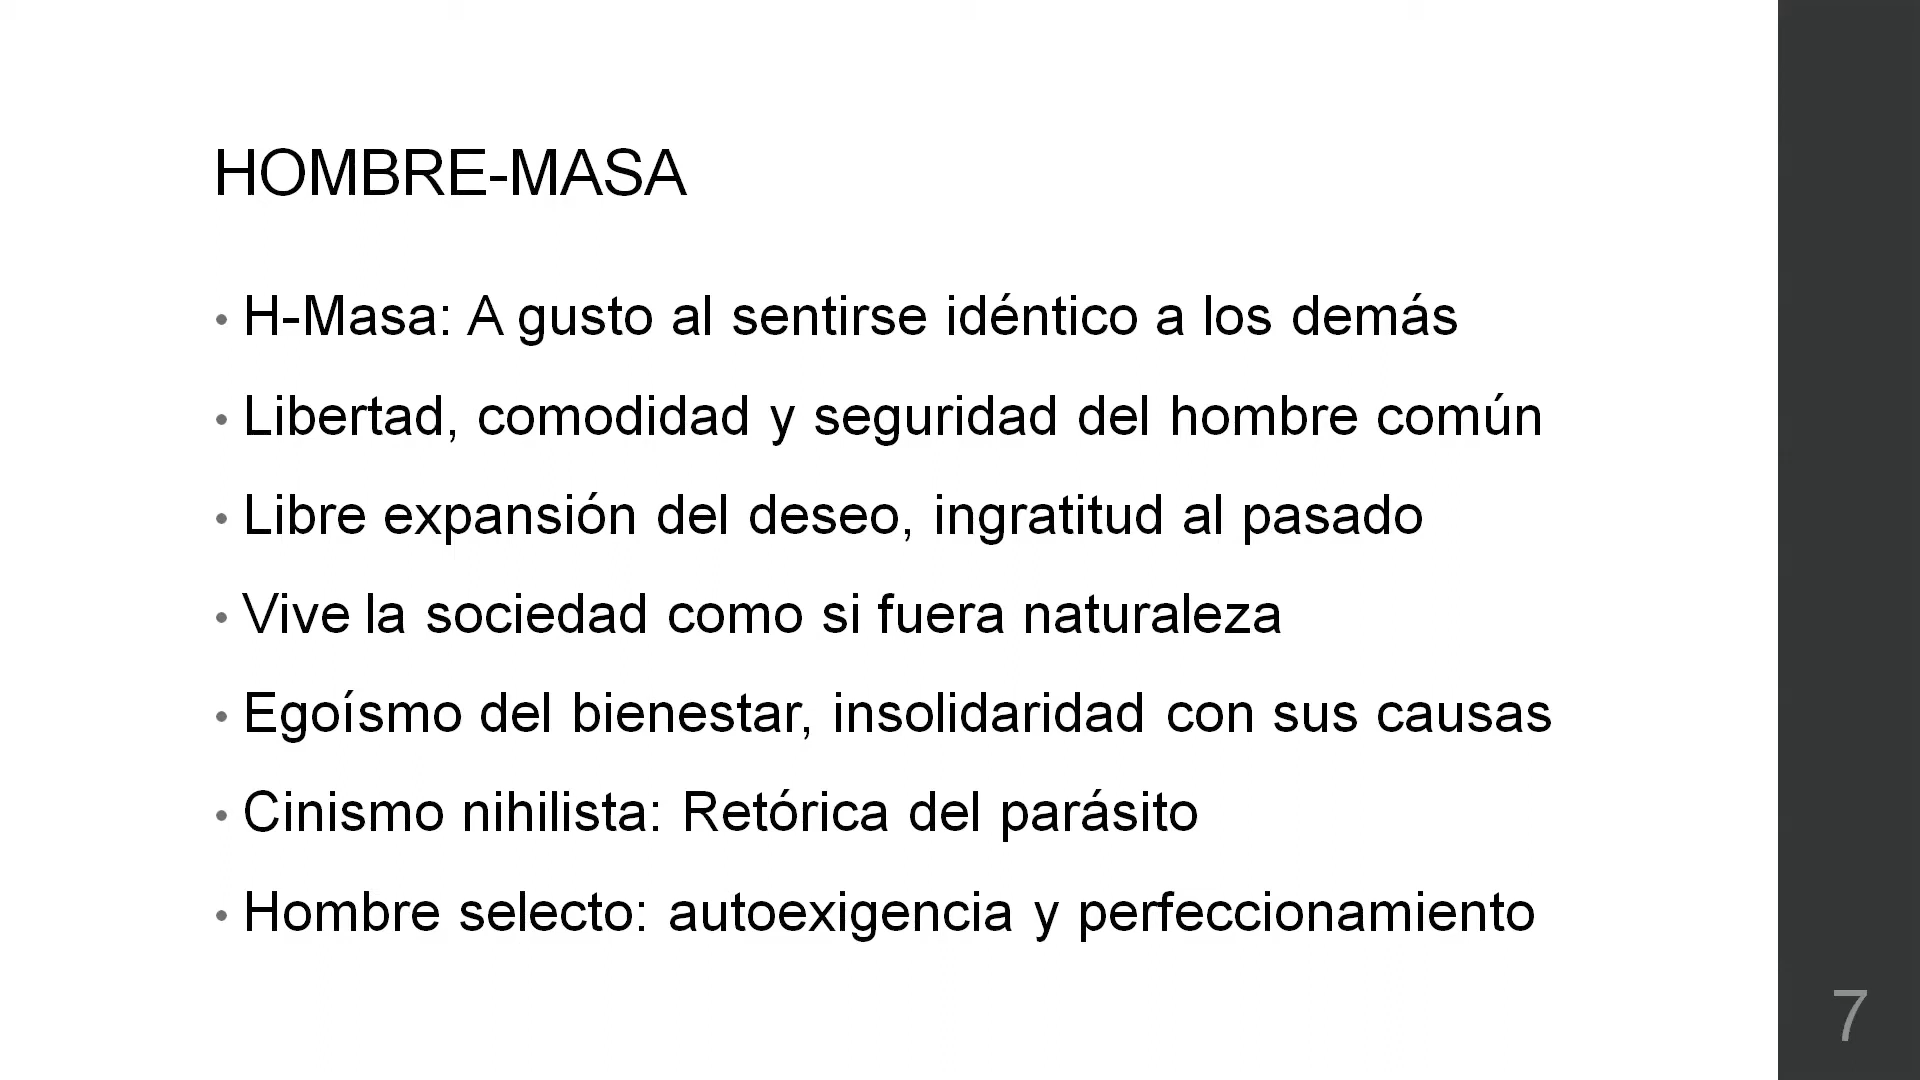 HOMBRE-MASA
• H-Masa: A gusto al sentirse idéntico a los demás
• Libertad, comodidad y seguridad del hombre común
• Libre expansión del deseo, ingratitud al pasado
• Vive la sociedad como si fuera naturaleza
• Egoísmo del bienestar, insolidaridad con sus causas
• Cinismo nihilista: Retórica del parásito
• Hombre selecto: autoexigencia y perfeccionamiento
7